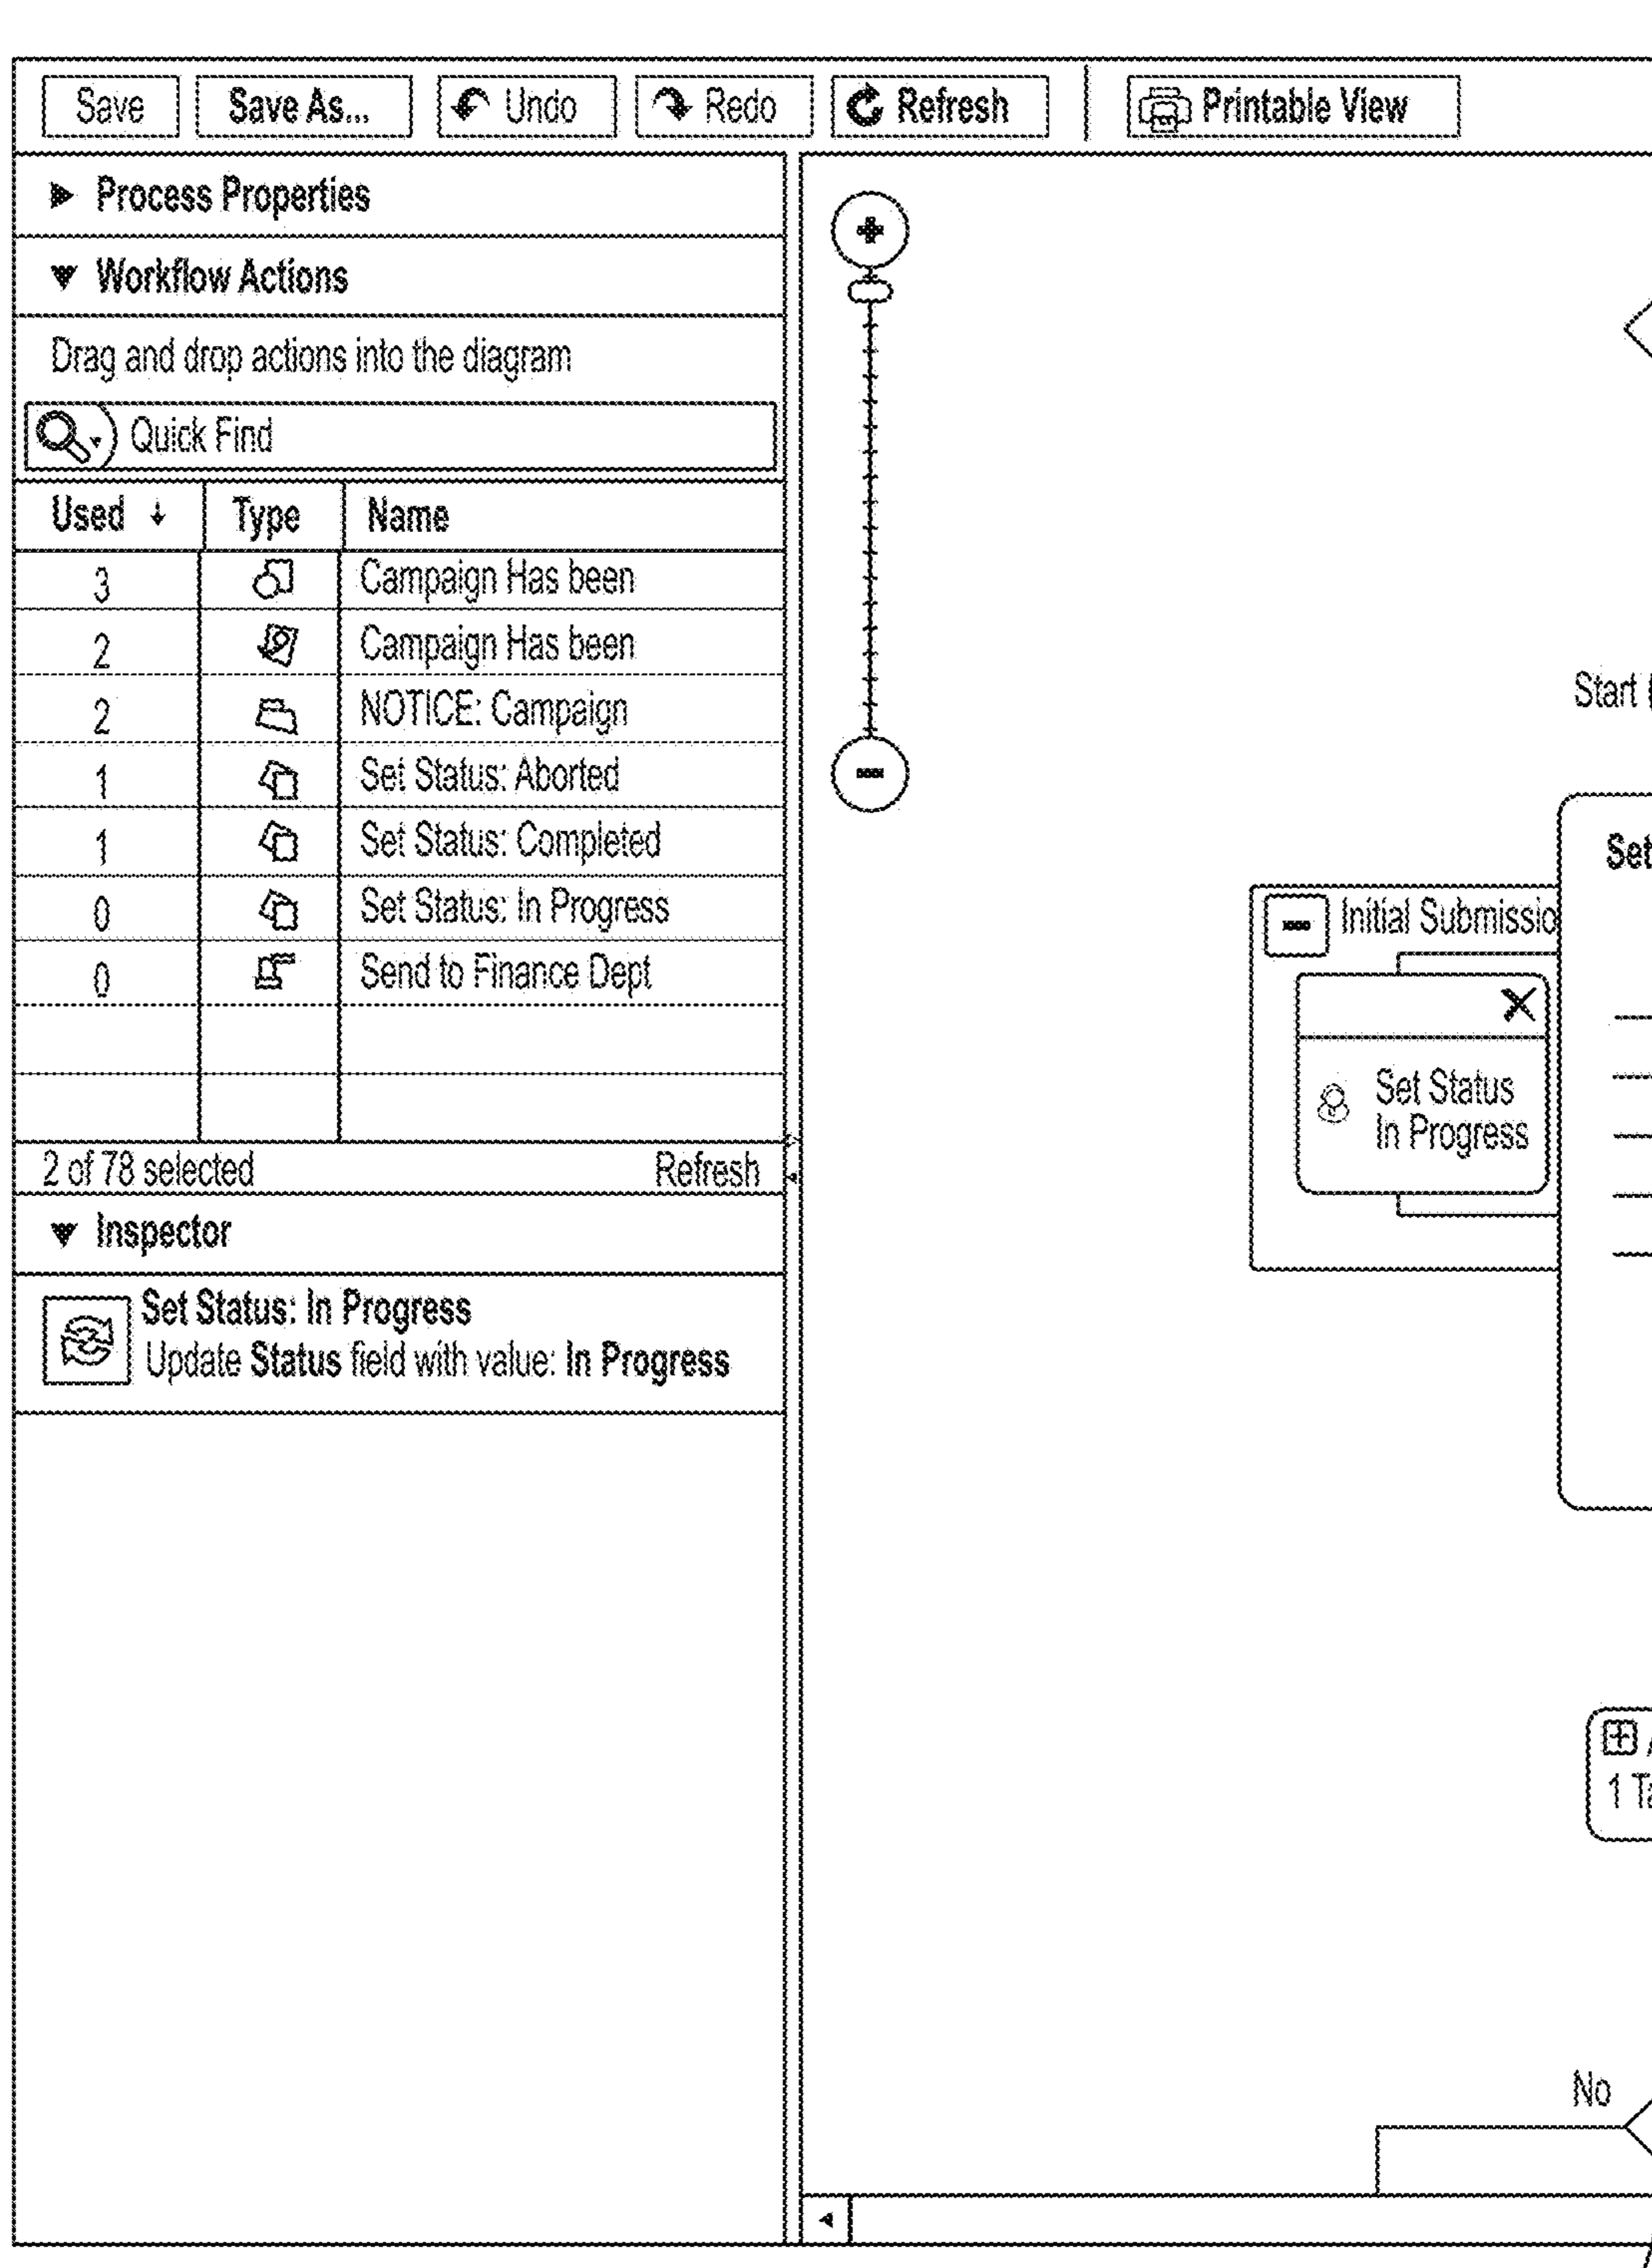 Save Save As... Undo Redo Refresh Printable View
Process Properties
Workflow Actions
Drag and drop actions into the diagram
Quick Find
Used Type Name
3 Campaign Has been
2 Campaign Has been
2 NOTICE: Campaign
1 Set Status: Aborted
1 Set Status: Completed
0 Set Status: In Progress
0 Send to Finance Dept
2 of 78 selected Refresh
Inspector
Set Status: In Progress
Update Status field with value: In Progress
Start
Set
Initial Submissio
Set Status
In Progress
1 Ta
No